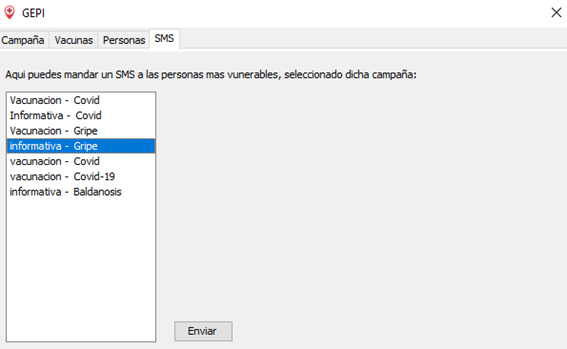 GEPI
Campaña Vacunas Personas SMS
Aqui puedes mandar un SMS a las personas mas vunerables, seleccionado dicha campaña:
Vacunacion - Covid
Informativa - Covid
Vacunacion - Gripe
informativa - Gripe
vacunacion - Covid
vacunacion - Covid-19
informativa - Baldanosis
Enviar